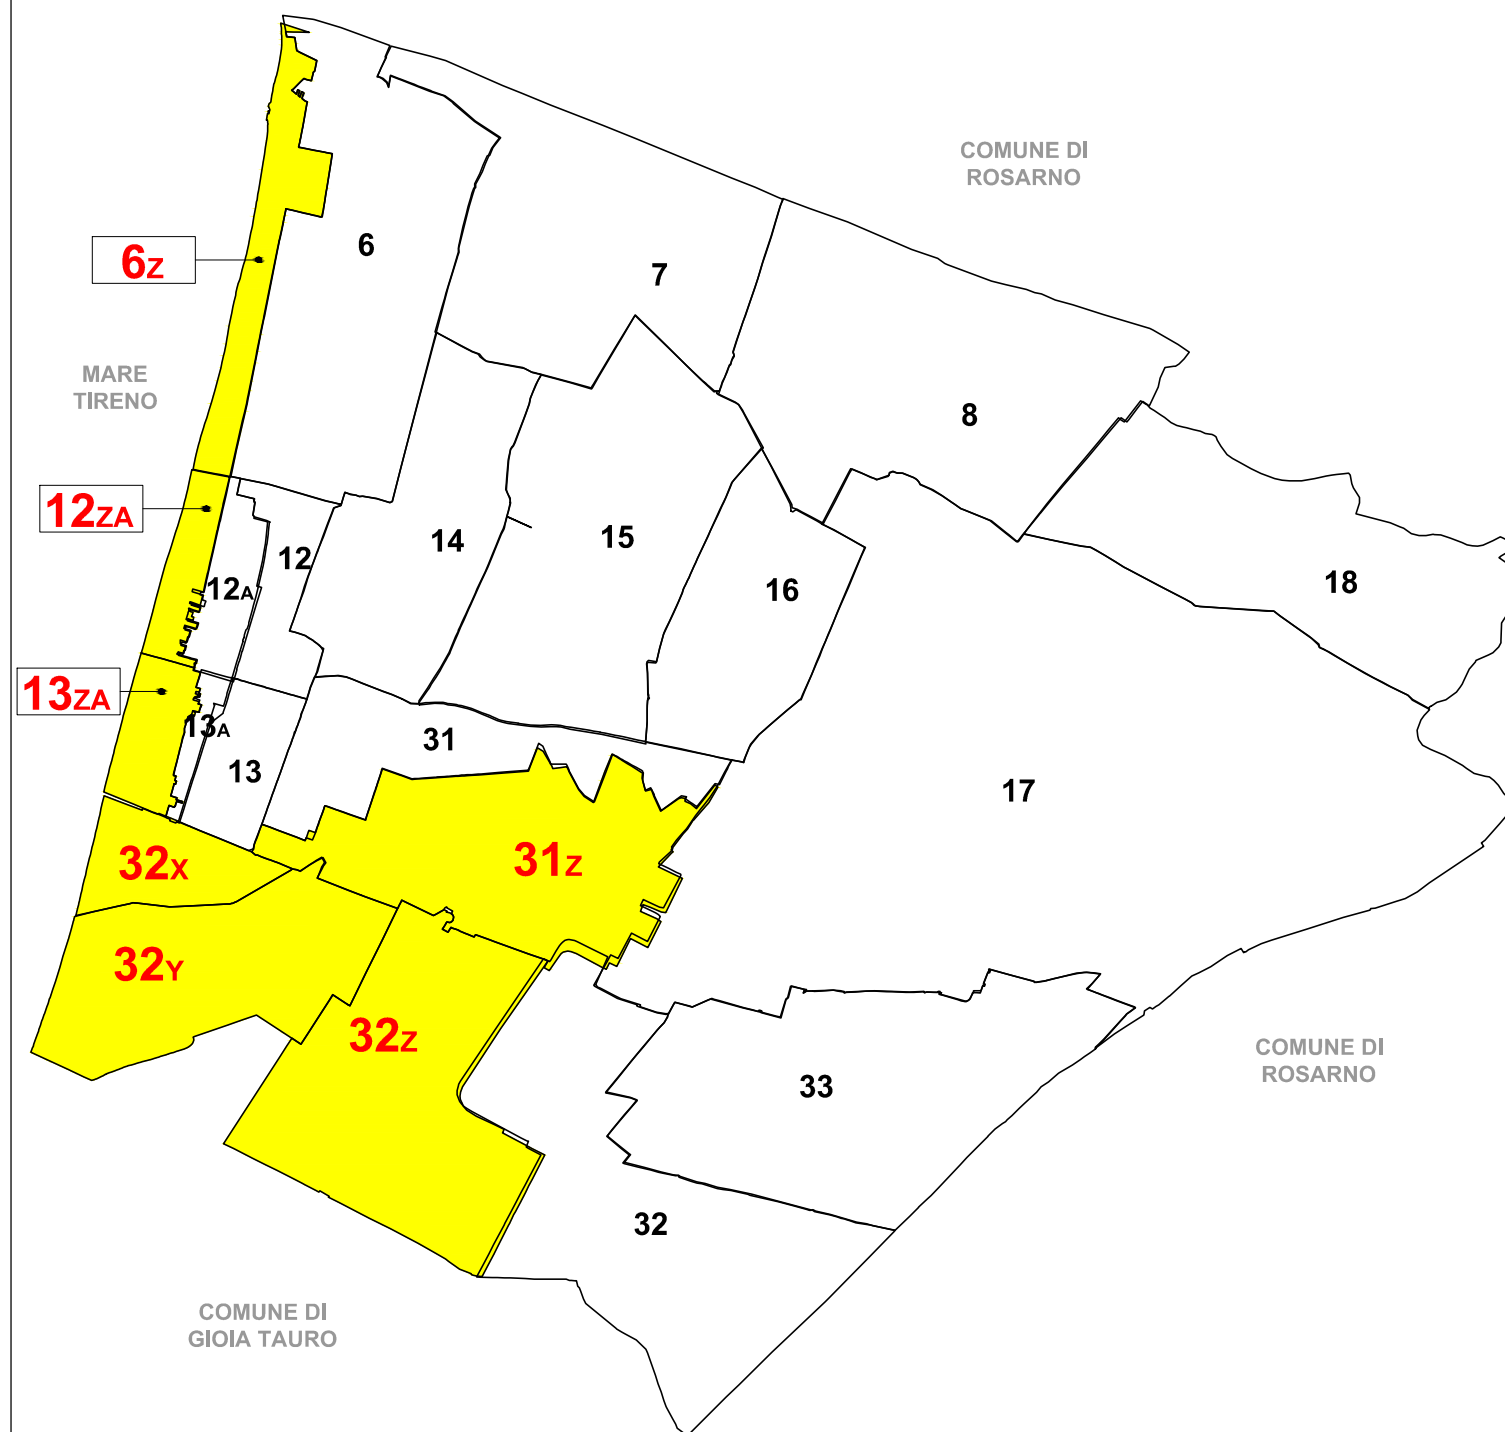 COMUNE DI
ROSARNO
6
6Z
7
MARE
TIRENO
8
12ZA
14
15
12
12A
16
18
13ZA
13A
31
13
17
32X
31Z
32Y
32Z
COMUNE DI
ROSARNO
33
32
COMUNE DI
GIOIA TAURO